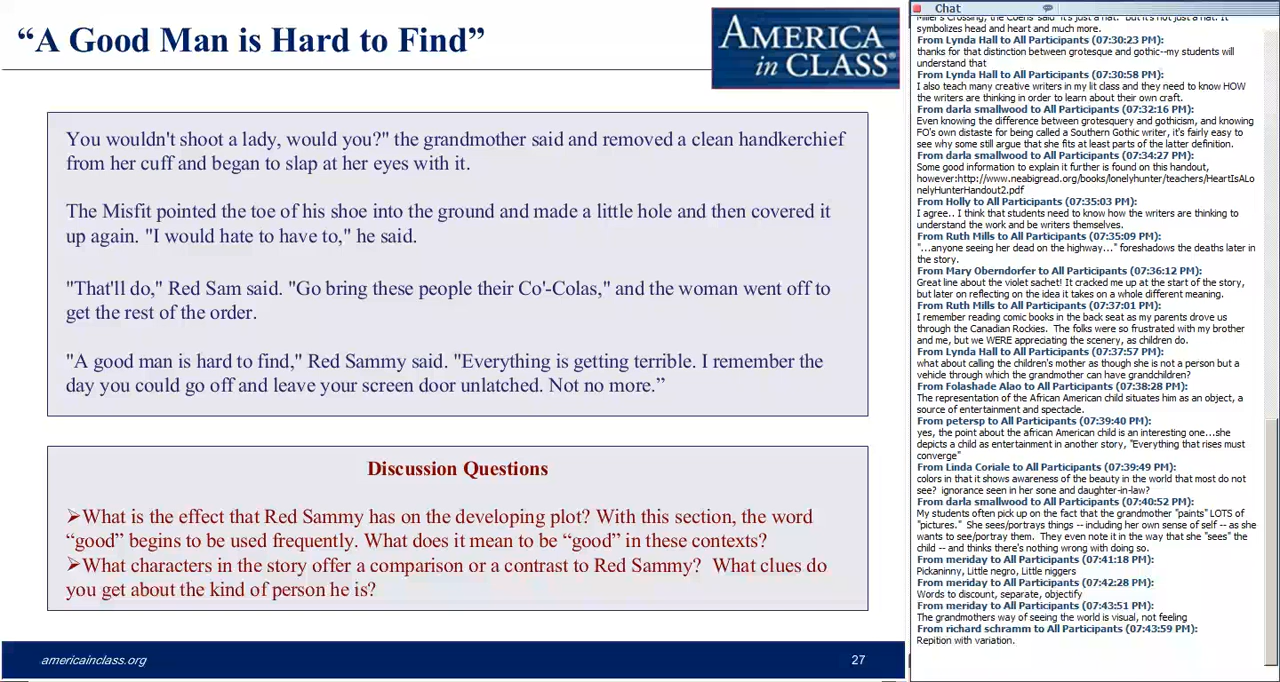 “A Good Man is Hard to Find”
AMERICA
in CLASS®
You wouldn't shoot a lady, would you?" the grandmother said and removed a clean handkerchief
from her cuff and began to slap at her eyes with it.
The Misfit pointed the toe of his shoe into the ground and made a little hole and then covered it
up again. "I would hate to have to," he said.
"That'll do," Red Sam said. "Go bring these people their Co'-Colas," and the woman went off to
get the rest of the order.
"A good man is hard to find," Red Sammy said. "Everything is getting terrible. I remember the
day you could go off and leave your screen door unlatched. Not no more.”
Discussion Questions
➢What is the effect that Red Sammy has on the developing plot? With this section, the word
“good” begins to be used frequently. What does it mean to be “good” in these contexts?
➢What characters in the story offer a comparison or a contrast to Red Sammy? What clues do
you get about the kind of person he is?
americainclass.org
27
Chat
Miller's Crossing, the Coens said "it's just a hat." but it's not just a hat. It
symbolizes head and heart and much more.
From Lynda Hall to All Participants (07:30:23 PM):
thanks for that distinction between grotesque and gothic--my students will
understand that
From Lynda Hall to All Participants (07:30:58 PM):
I also teach many creative writers in my lit class and they need to know HOW
the writers are thinking in order to learn about their own craft.
From darla smallwood to All Participants (07:32:16 PM):
Even knowing the difference between grotesquery and gothicism, and knowing
FO's own distaste for being called a Southern Gothic writer, it's fairly easy to
see why some still argue that she fits at least parts of the latter definition.
From darla smallwood to All Participants (07:34:27 PM):
Some good information to explain it further is found on this handout,
however:http://www.neabigread.org/books/lonelyhunter/teachers/HeartIsALo
nelyHunterHandout2.pdf
From Holly to All Participants (07:35:03 PM):
I agree.. I think that students need to know how the writers are thinking to
understand the work and be writers themselves.
From Ruth Mills to All Participants (07:35:09 PM):
"...anyone seeing her dead on the highway..." foreshadows the deaths later in
the story.
From Mary Oberndorfer to All Participants (07:36:12 PM):
Great line about the violet sachet! It cracked me up at the start of the story,
but later on reflecting on the idea it takes on a whole different meaning.
From Ruth Mills to All Participants (07:37:01 PM):
I remember reading comic books in the back seat as my parents drove us
through the Canadian Rockies. The folks were so frustrated with my brother
and me, but we WERE appreciating the scenery, as children do.
From Lynda Hall to All Participants (07:37:57 PM):
what about calling the children's mother as though she is not a person but a
vehicle through which the grandmother can have grandchildren?
From Folashade Alao to All Participants (07:38:28 PM):
The representation of the African American child situates him as an object, a
source of entertainment and spectacle.
From petersp to All Participants (07:39:40 PM):
yes, the point about the african American child is an interesting one...she
depicts a child as entertainment in another story, "Everything that rises must
converge"
From Linda Coriale to All Participants (07:39:49 PM):
colors in that it shows awareness of the beauty in the world that most do not
see? ignorance seen in her sone and daughter-in-law?
From darla smallwood to All Participants (07:40:52 PM):
My students often pick up on the fact that the grandmother "paints" LOTS of
"pictures." She sees/portrays things -- including her own sense of self -- as she
wants to see/portray them. They even note it in the way that she "sees" the
child -- and thinks there's nothing wrong with doing so.
From meriday to All Participants (07:41:18 PM):
Pickaninny, Little negro, Little niggers
From meriday to All Participants (07:42:28 PM):
Words to discount, separate, objectify
From meriday to All Participants (07:43:51 PM):
The grandmothers way of seeing the world is visual, not feeling
From richard schramm to All Participants (07:43:59 PM):
Repition with variation.